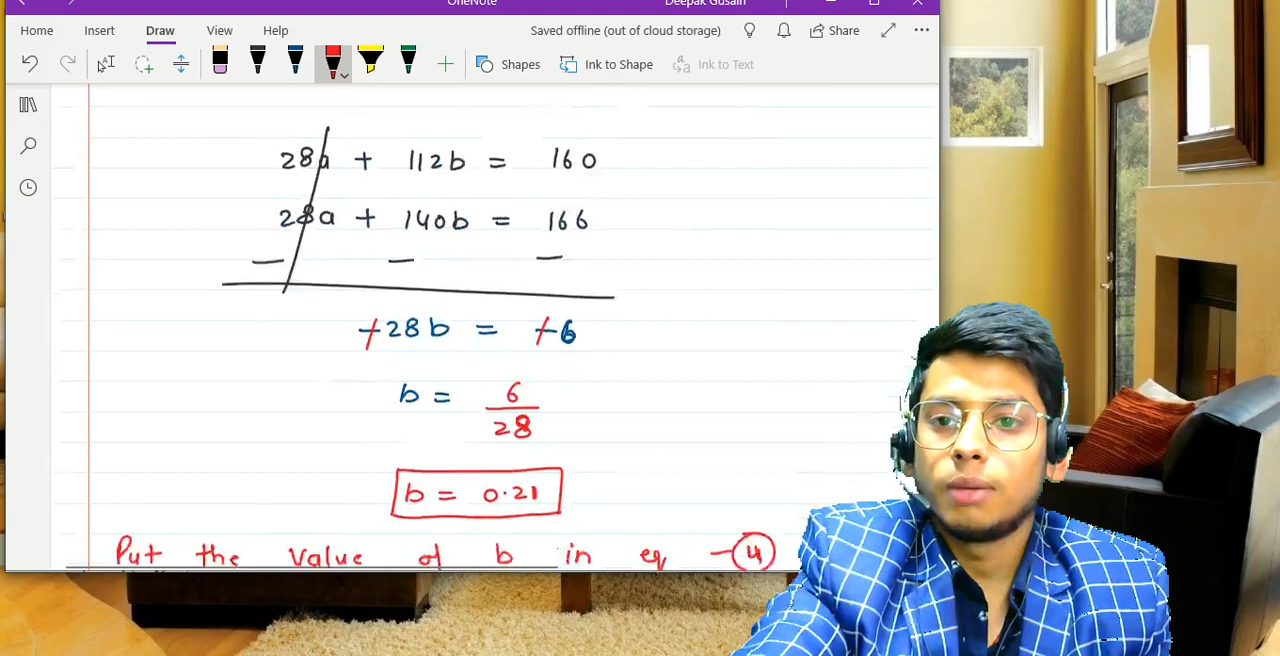 OneNote
Deepak Gusain
Home Insert Draw View Help Saved offline (out of cloud storage) Share
Shapes Ink to Shape Ink to Text
28a + 112b = 160
28a + 140b = 166
— — —
-28b = -6
b = 6/28
b = 0.21
Put the value of b in eq - 4